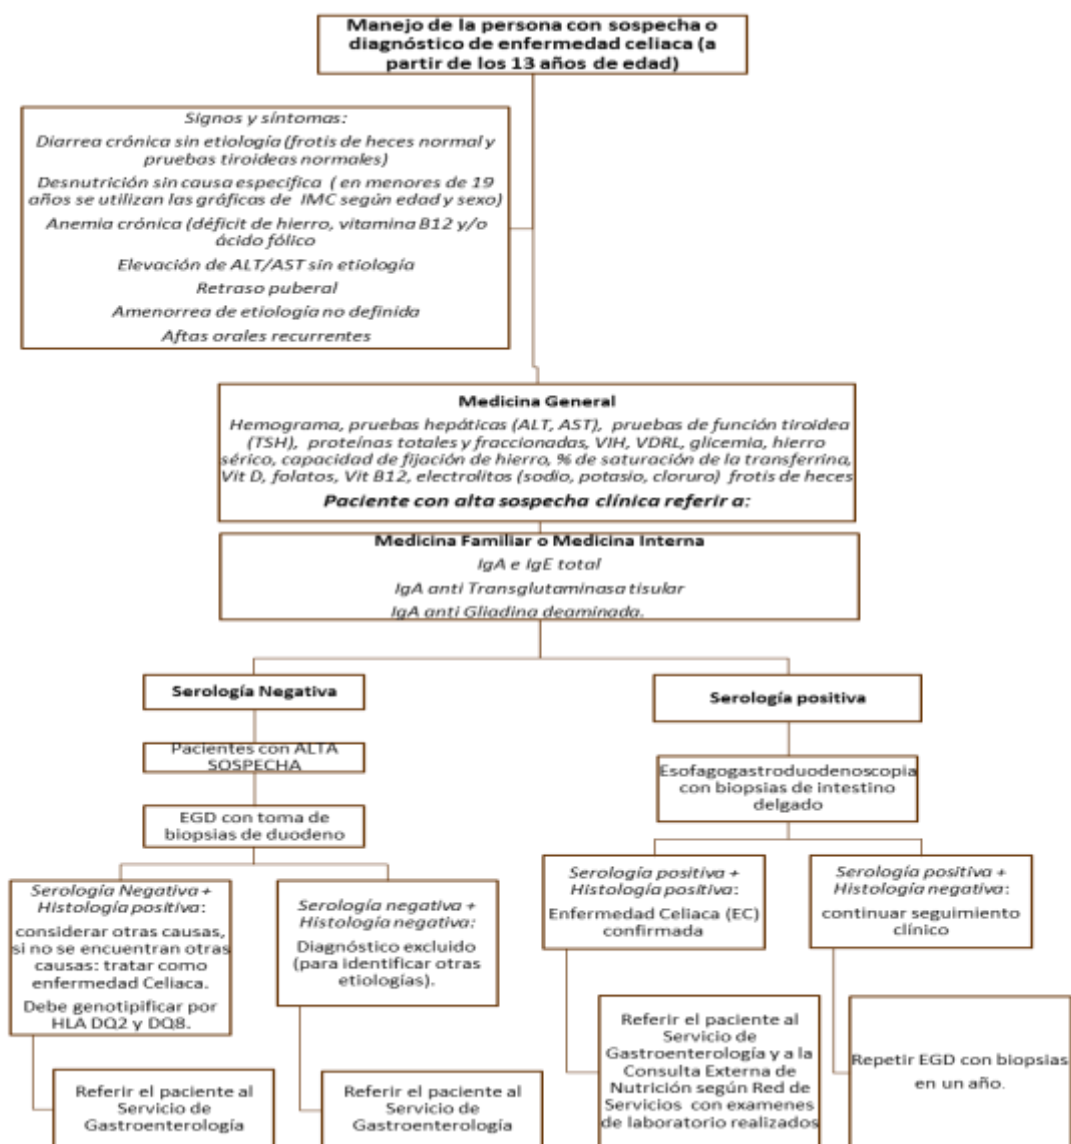 Manejo de la persona con sospecha o
diagnóstico de enfermedad celiaca (a
partir de los 13 años de edad)
Signos y síntomas:
Diarrea crónica sin etiología (frotis de heces normal y
pruebas tiroideas normales)
Desnutrición sin causa especifica ( en menores de 19
años se utilizan las gráficas de IMC según edad y sexo)
Anemia crónica (déficit de hierro, vitamina B12 y/o
ácido fólico
Elevación de ALT/AST sin etiología
Retraso puberal
Amenorrea de etiología no definida
Aftas orales recurrentes
Medicina General
Hemograma, pruebas hepáticas (ALT, AST), pruebas de función tiroidea
(TSH), proteínas totales y fraccionadas, VIH, VDRL, glicemia, hierro
sérico, capacidad de fijación de hierro, % de saturación de la transferrina,
Vit D, folatos, Vit B12, electrolitos (sodio, potasio, cloruro) frotis de heces
Paciente con alta sospecha clínica referir a:
Medicina Familiar o Medicina Interna
IgA e IgE total
IgA anti Transglutaminasa tisular
IgA anti Gliadina deaminada.
Serología Negativa
Pacientes con ALTA
SOSPECHA
EGD con toma de
biopsias de duodeno
Serología Negativa +
Histología positiva:
considerar otras causas,
si no se encuentran otras
causas: tratar como
enfermedad Celiaca.
Debe genotipificar por
HLA DQ2 y DQ8.
Referir el paciente al
Servicio de
Gastroenterología
Serología negativa +
Histología negativa:
Diagnóstico excluido
(para identificar otras
etiologías).
Referir el paciente al
Servicio de
Gastroenterología
Serología positiva
Esofagogastroduodenoscopia
con biopsias de intestino
delgado
Serología positiva +
Histología positiva:
Enfermedad Celiaca (EC)
confirmada
Referir el paciente al
Servicio de
Gastroenterología y a la
Consulta Externa de
Nutrición según Red de
Servicios con examenes
de laboratorio realizados
Serología positiva +
Histología negativa:
continuar seguimiento
clínico
Repetir EGD con biopsias
en un año.